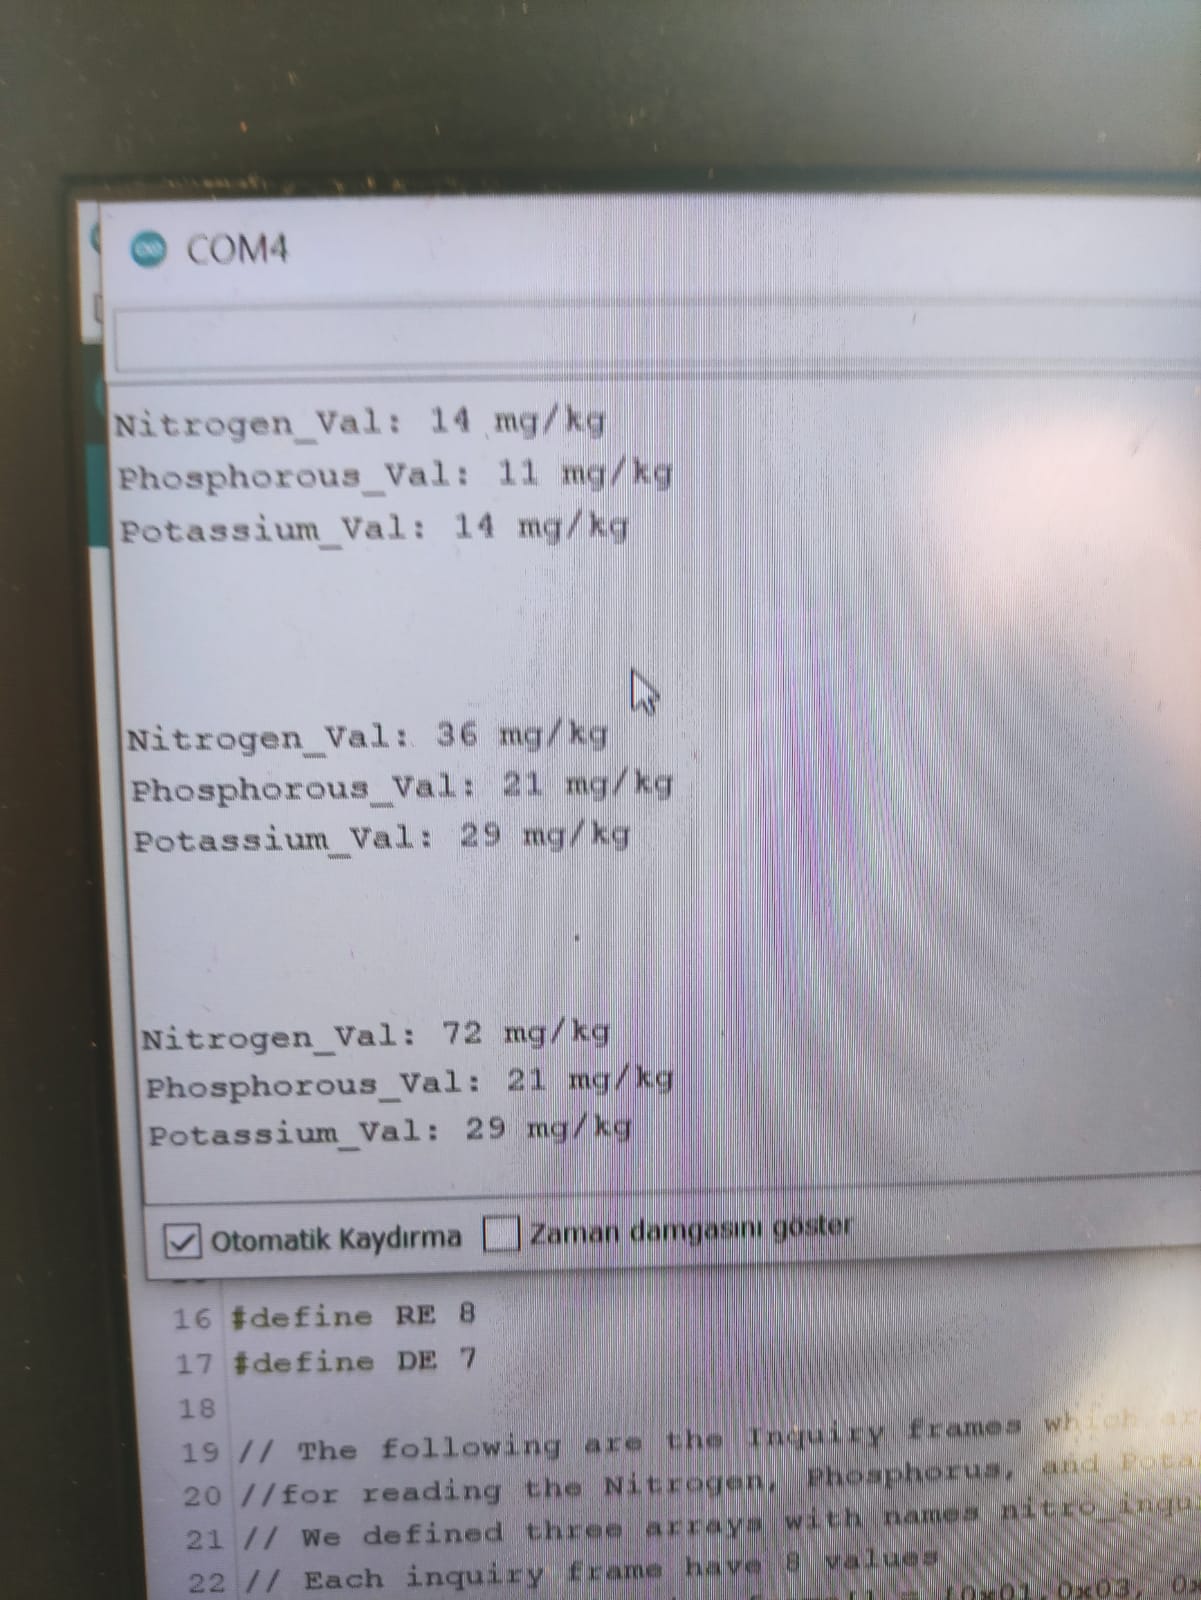 COM4
Nitrogen_Val: 14 mg/kg
Phosphorous_Val: 11 mg/kg
Potassium_Val: 14 mg/kg
Nitrogen_Val: 36 mg/kg
Phosphorous_Val: 21 mg/kg
Potassium_Val: 29 mg/kg
Nitrogen_Val: 72 mg/kg
Phosphorous_Val: 21 mg/kg
Potassium_Val: 29 mg/kg
Otomatik Kaydırma Zaman damgasını göster
16 #define RE 8
17 #define DE 7
18
19 // The following are the Inquiry frames which
20 //for reading the Nitrogen, Phosphorus, and
21 // We defined three arrays with names
22 // Each inquiry frame have 8 values
{0x01,0x03,